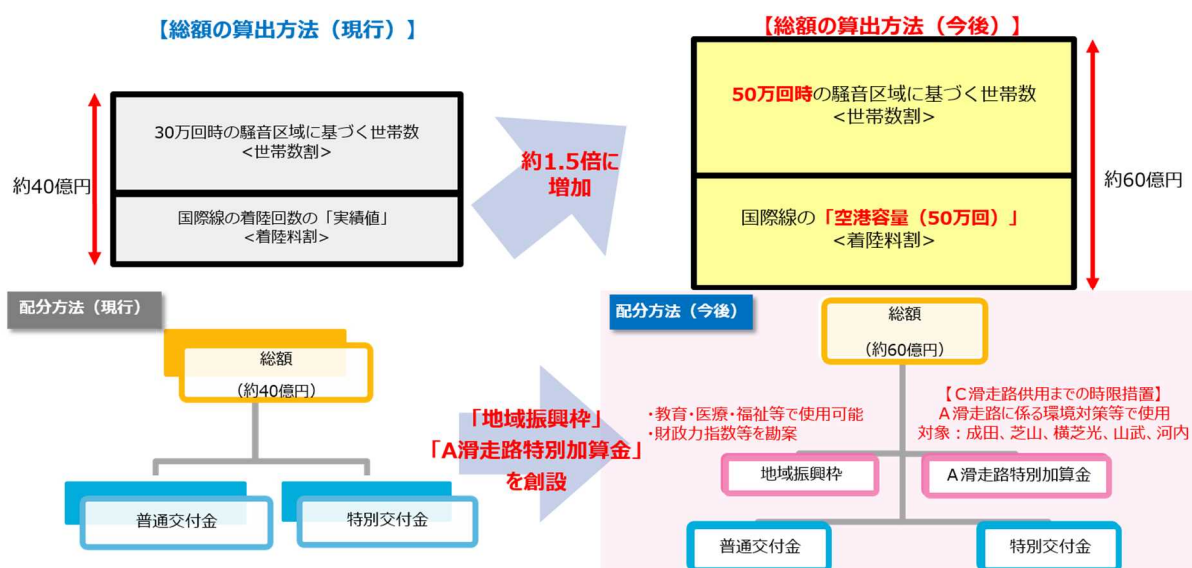 【総額の算出方法（現行）】
約40億円
30万回時の騒音区域に基づく世帯数
<世帯数割>
国際線の着陸回数の「実績値」
<着陸料割>
約1.5倍に
増加
【総額の算出方法（今後）】
50万回時の騒音区域に基づく世帯数
<世帯数割>
国際線の「空港容量（50万回）」
<着陸料割>
約60億円
配分方法（現行）
総額
（約40億円）
普通交付金
特別交付金
「地域振興枠」
「A滑走路特別加算金」
を創設
配分方法（今後）
総額
（約60億円）
・教育・医療・福祉等で使用可能
・財政力指数等を勘案
【Ｃ滑走路供用までの時限措置】
Ａ滑走路に係る環境対策等で使用
対象：成田、芝山、横芝光、山武、河内
地域振興枠
Ａ滑走路特別加算金
普通交付金
特別交付金